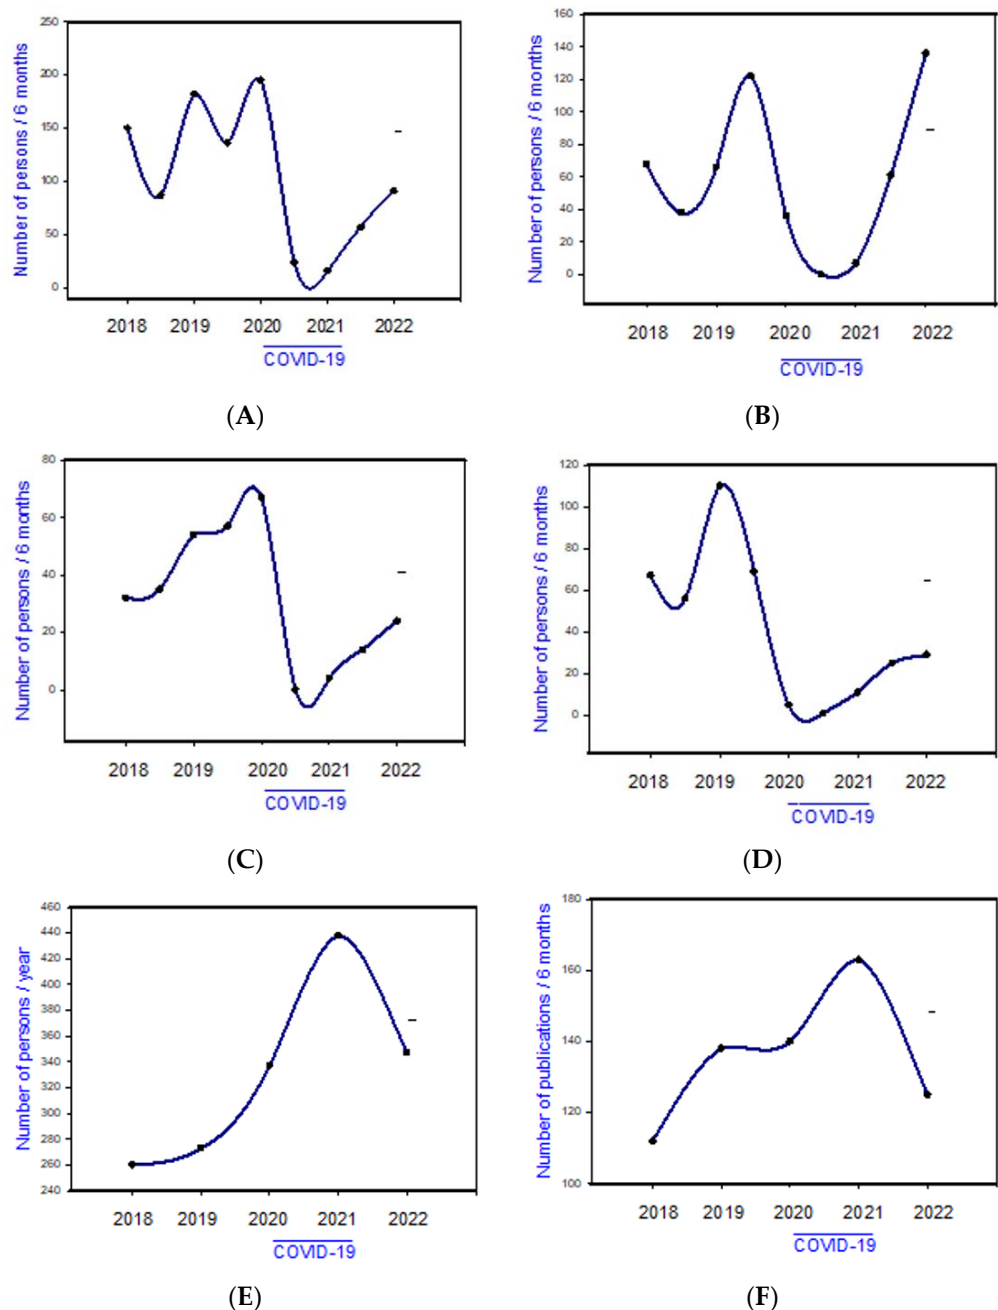 Number of persons / 6 months
250
200
150
100
50
0
2018 2019 2020 2021 2022
COVID-19
(A)
Number of persons / 6 months
160
140
120
100
80
60
40
20
0
2018 2019 2020 2021 2022
COVID-19
(B)
Number of persons / 6 months
80
60
40
20
0
2018 2019 2020 2021 2022
COVID-19
(C)
Number of persons / 6 months
120
100
80
60
40
20
0
2018 2019 2020 2021 2022
COVID-19
(D)
Number of persons / year
460
440
420
400
380
360
340
320
300
280
260
240
2018 2019 2020 2021 2022
COVID-19
(E)
Number of publications / 6 months
180
160
140
120
100
2018 2019 2020 2021 2022
COVID-19
(F)